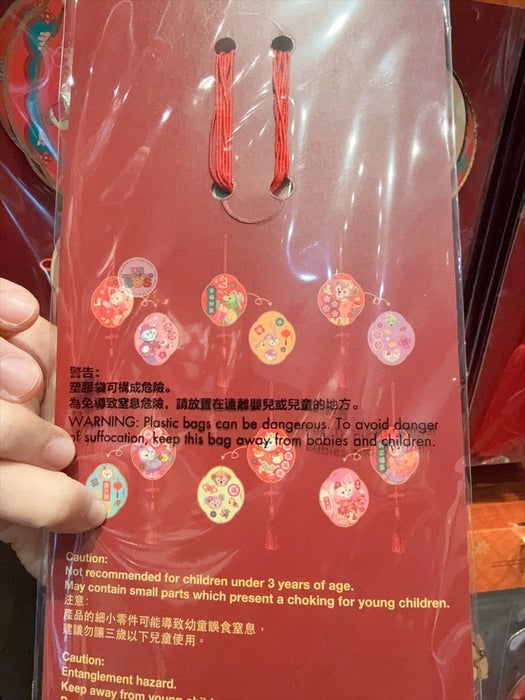 警告：
塑膠袋可構成危險。
為免導致窒息危險，請放置在遠離嬰兒或兒童的地方。
WARNING: Plastic bags can be dangerous. To avoid danger
of suffocation, keep this bag away from babies and children.
Caution:
Not recommended for children under 3 years of age.
May contain small parts which present a choking for young children.
注意：
產品的細小零件可能導致幼童誤食窒息，
建議勿讓三歲以下兒童使用。
Caution:
Entanglement hazard.
Keep away from young